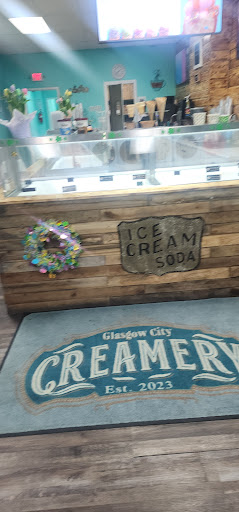 ICE
CREAM
SODA
Glasgow City
CREAMERY
Est. 2023